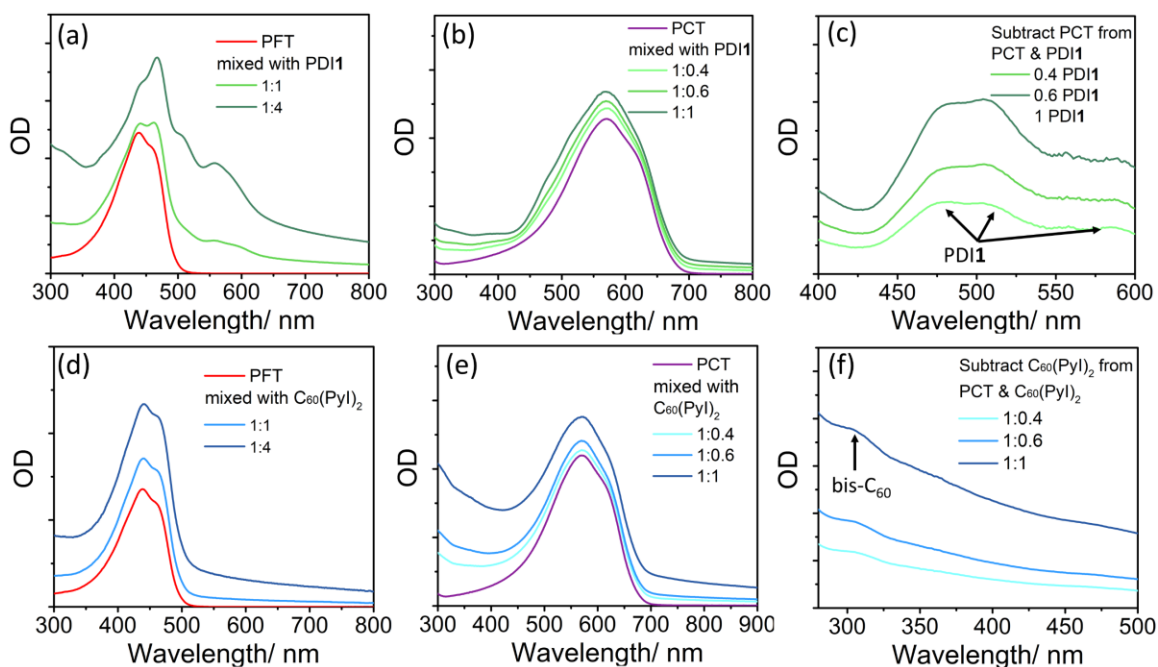 (a)
PFT
mixed with PDI1
1:1
1:4
OD
300 400 500 600 700 800
Wavelength/ nm
(b)
PCT
mixed with PDI1
1:0.4
1:0.6
1:1
OD
300 400 500 600 700 800
Wavelength/ nm
(c)
Subtract PCT from
PCT & PDI1
0.4 PDI1
0.6 PDI1
1 PDI1
PDI1
OD
400 450 500 550 600
Wavelength/ nm
(d)
PFT
mixed with C₆₀(PyI)₂
1:1
1:4
OD
300 400 500 600 700 800
Wavelength/ nm
(e)
PCT
mixed with
C₆₀(PyI)₂
1:0.4
1:0.6
1:1
OD
300 400 500 600 700 800 900
Wavelength/ nm
(f)
Subtract C₆₀(PyI)₂ from
PCT & C₆₀(PyI)₂
1:0.4
1:0.6
1:1
bis-C₆₀
OD
300 350 400 450 500
Wavelength/ nm